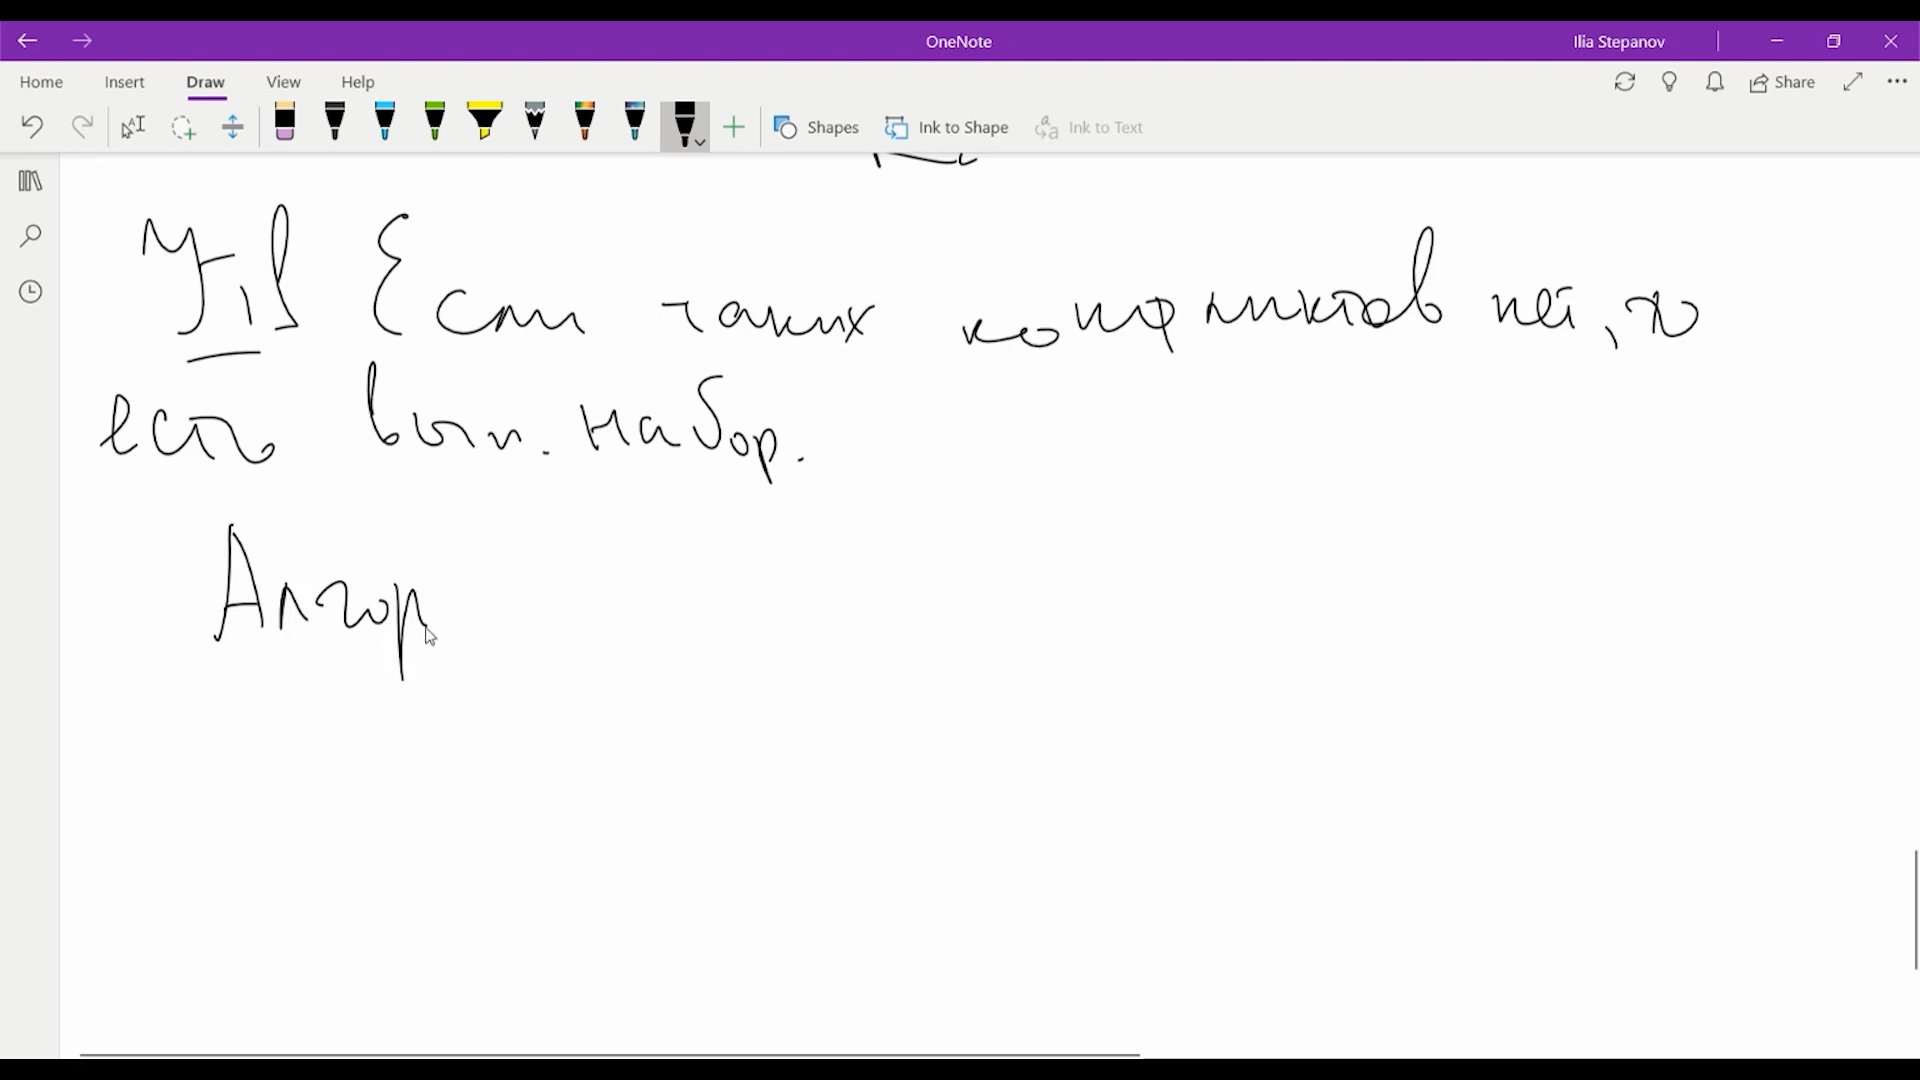 OneNote
Ilia Stepanov
Home Insert Draw View Help
Share
Shapes Ink to Shape Ink to Text
Утв Если таких конфликтов нет, то
есть вып. набор.
Алгор